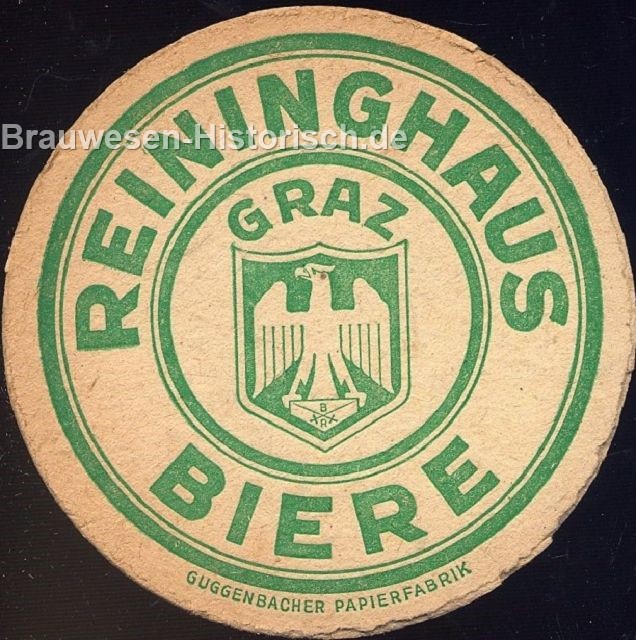 REININGHAUS
Brauwesen-Historisch.de
GRAZ
B
R
BIERE
GUGGENBACHER PAPIERFABRIK